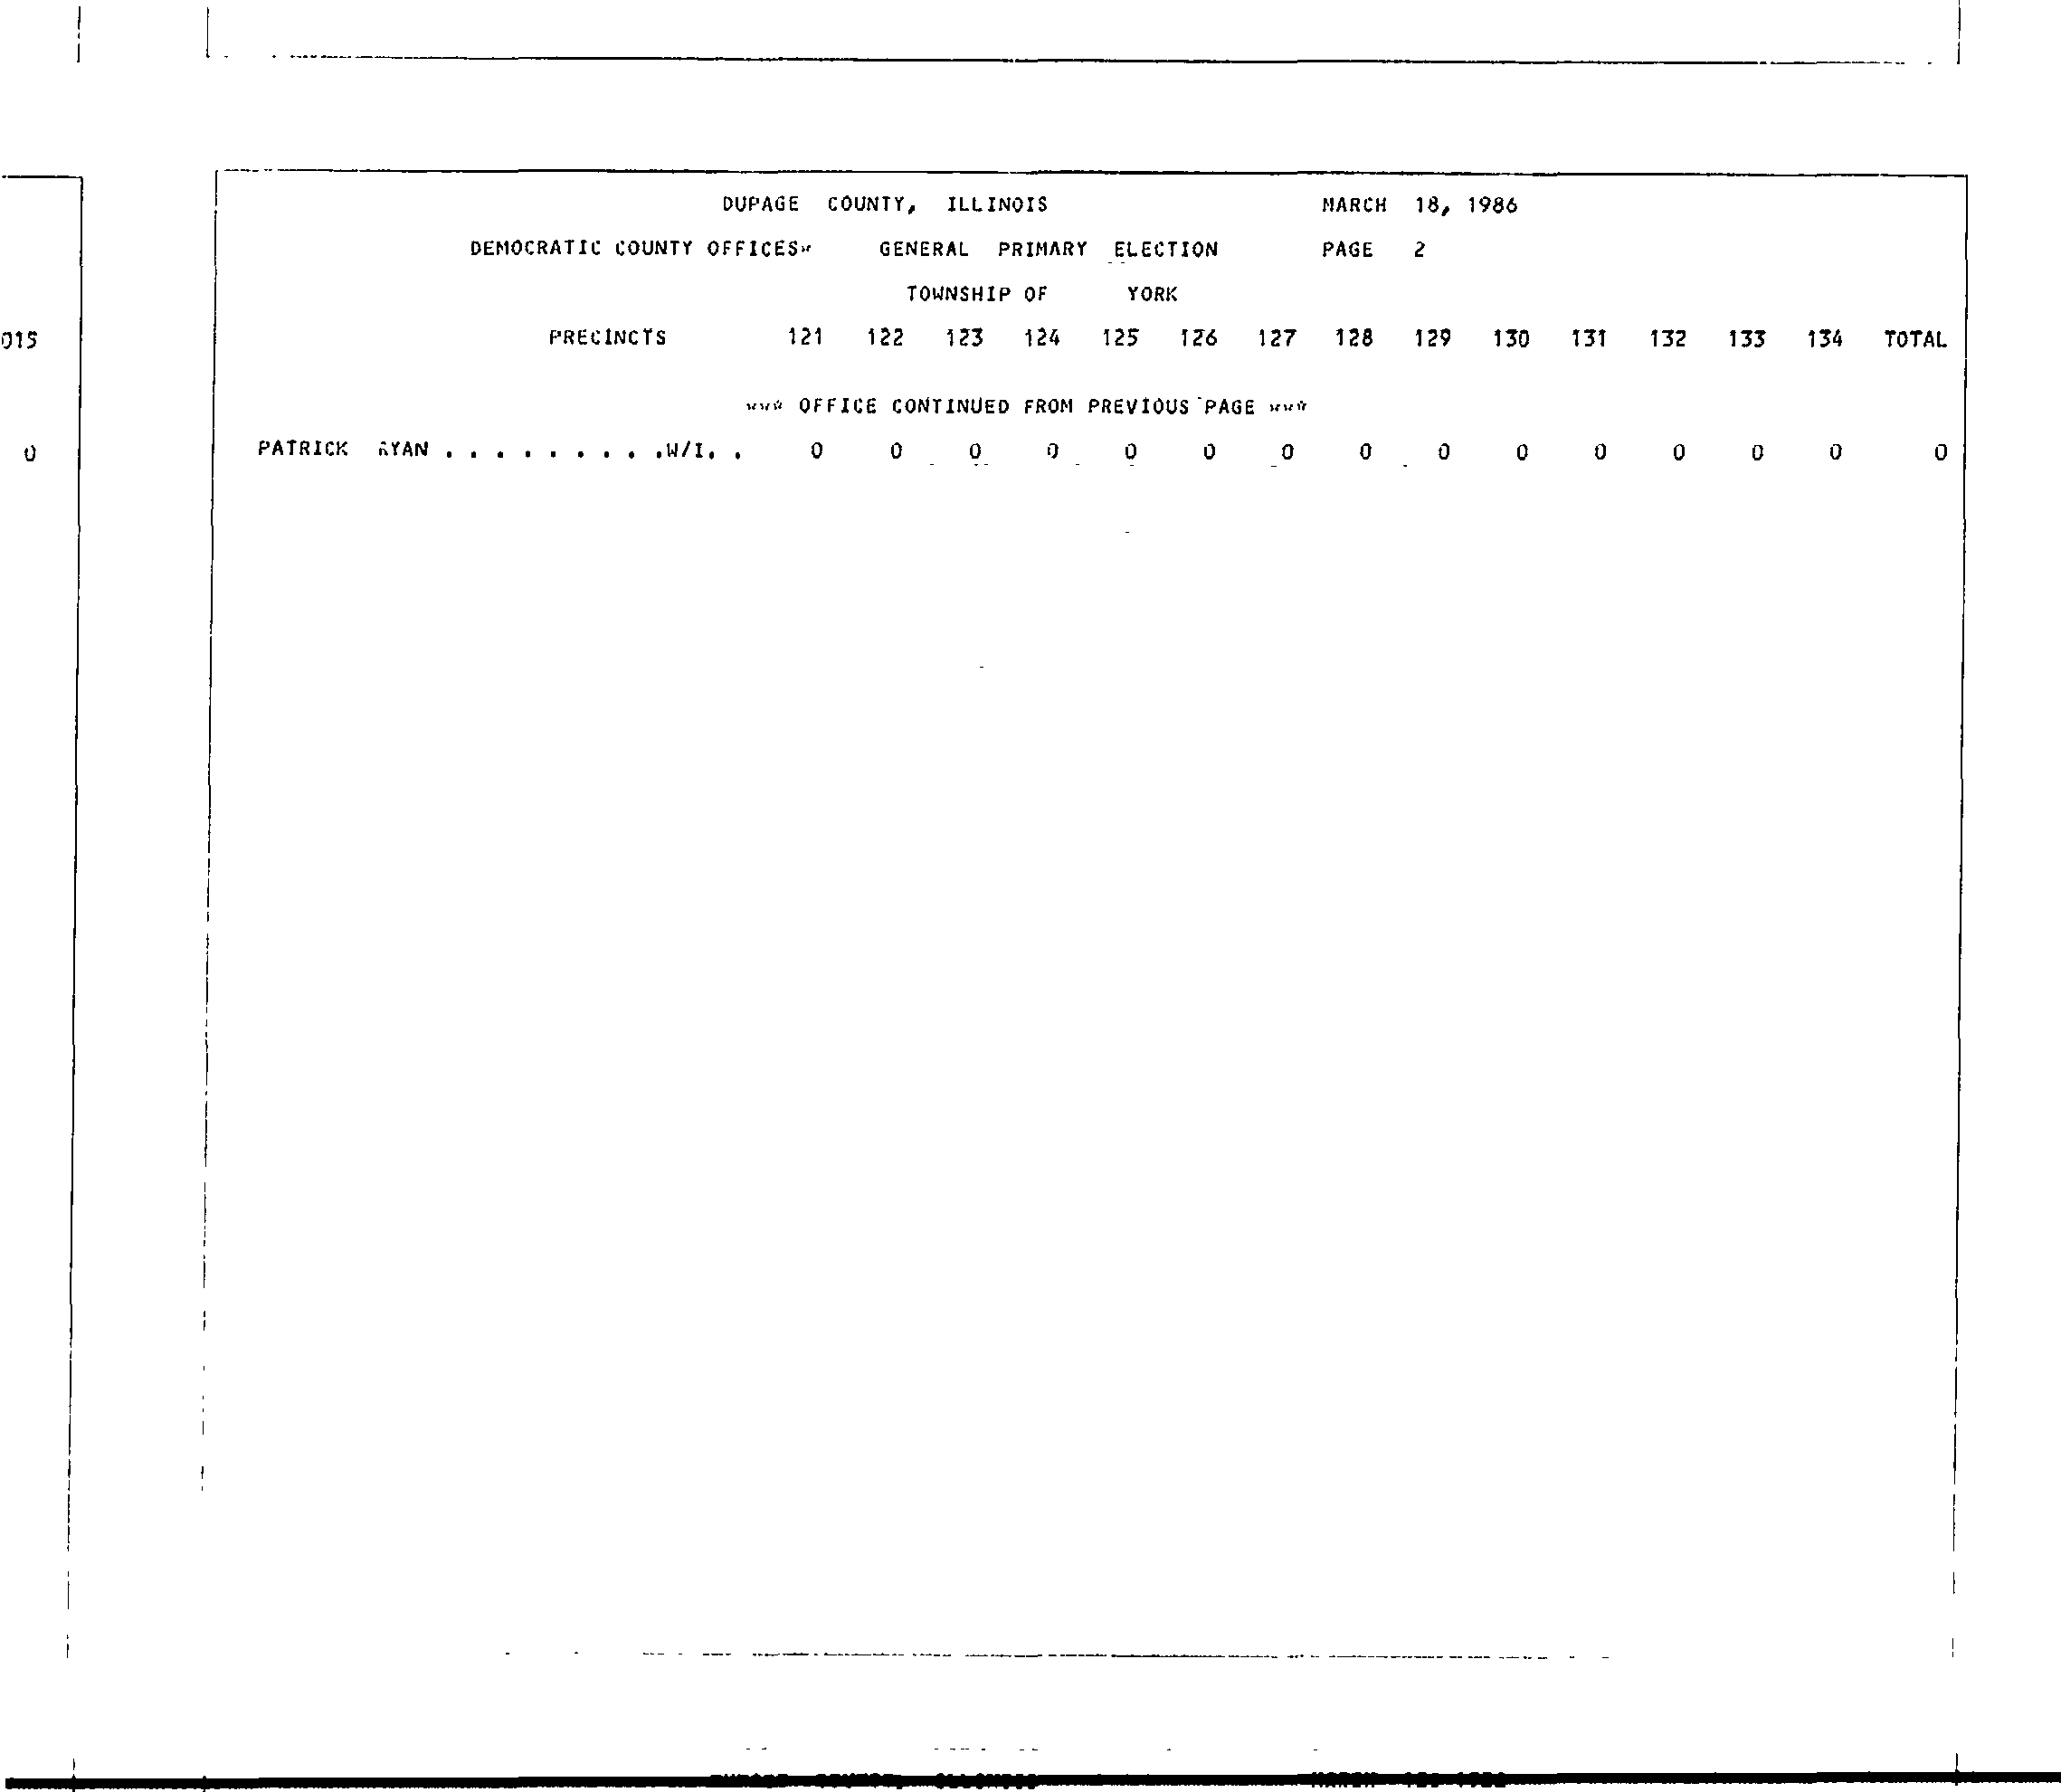 DUPAGE COUNTY, ILLINOIS MARCH 18, 1986
DEMOCRATIC COUNTY OFFICES* GENERAL PRIMARY ELECTION PAGE 2
TOWNSHIP OF YORK
015
PRECINCTS 121 122 123 124 125 126 127 128 129 130 131 132 133 134 TOTAL
*** OFFICE CONTINUED FROM PREVIOUS PAGE ***
0
PATRICK RYAN . . . . . . . . .W/I. . 0 0 0 0 0 0 0 0 0 0 0 0 0 0 0